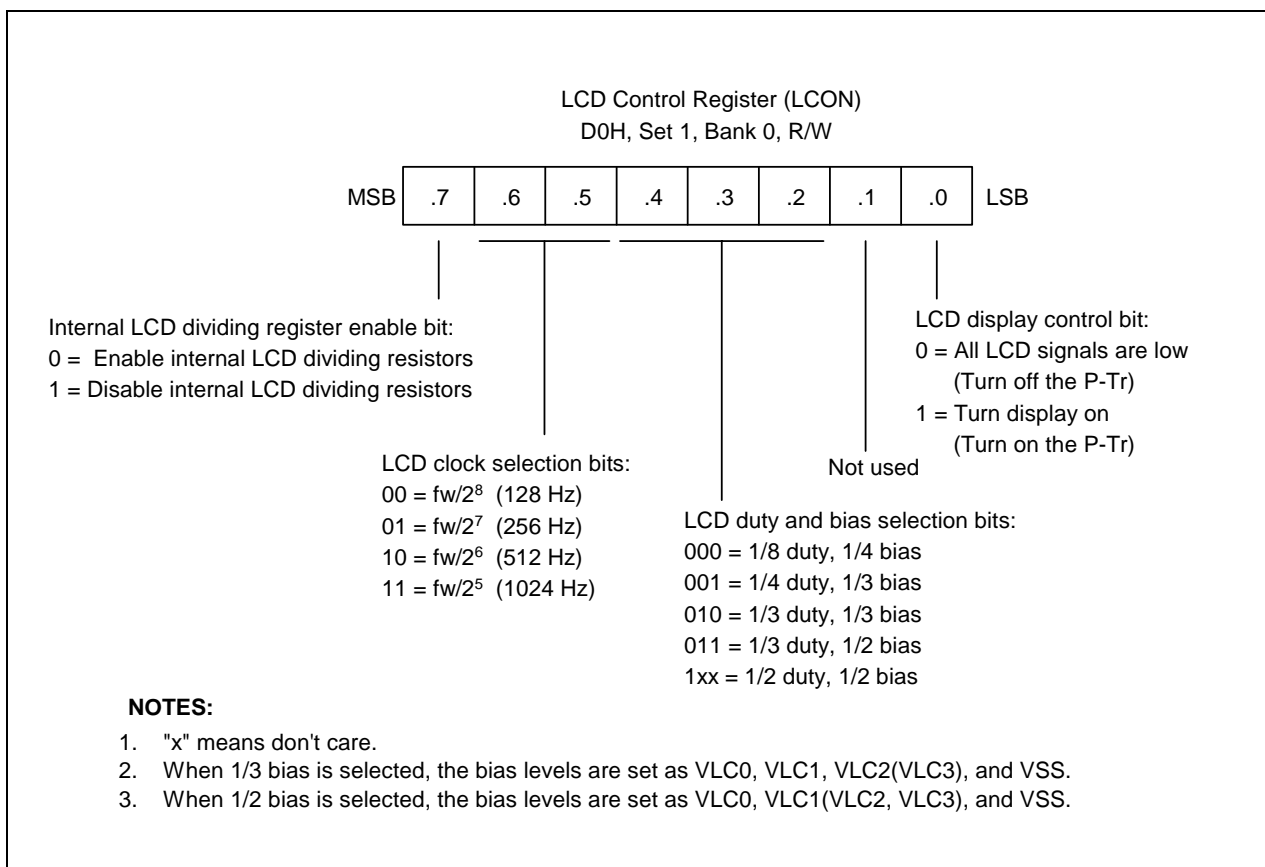 LCD Control Register (LCON)
D0H, Set 1, Bank 0, R/W
MSB .7 .6 .5 .4 .3 .2 .1 .0 LSB
Internal LCD dividing register enable bit:
0 = Enable internal LCD dividing resistors
1 = Disable internal LCD dividing resistors
LCD clock selection bits:
00 = fw/2⁸ (128 Hz)
01 = fw/2⁷ (256 Hz)
10 = fw/2⁶ (512 Hz)
11 = fw/2⁵ (1024 Hz)
LCD duty and bias selection bits:
000 = 1/8 duty, 1/4 bias
001 = 1/4 duty, 1/3 bias
010 = 1/3 duty, 1/3 bias
011 = 1/3 duty, 1/2 bias
1xx = 1/2 duty, 1/2 bias
Not used
LCD display control bit:
0 = All LCD signals are low
(Turn off the P-Tr)
1 = Turn display on
(Turn on the P-Tr)
NOTES:
1. "x" means don't care.
2. When 1/3 bias is selected, the bias levels are set as VLC0, VLC1, VLC2(VLC3), and VSS.
3. When 1/2 bias is selected, the bias levels are set as VLC0, VLC1(VLC2, VLC3), and VSS.